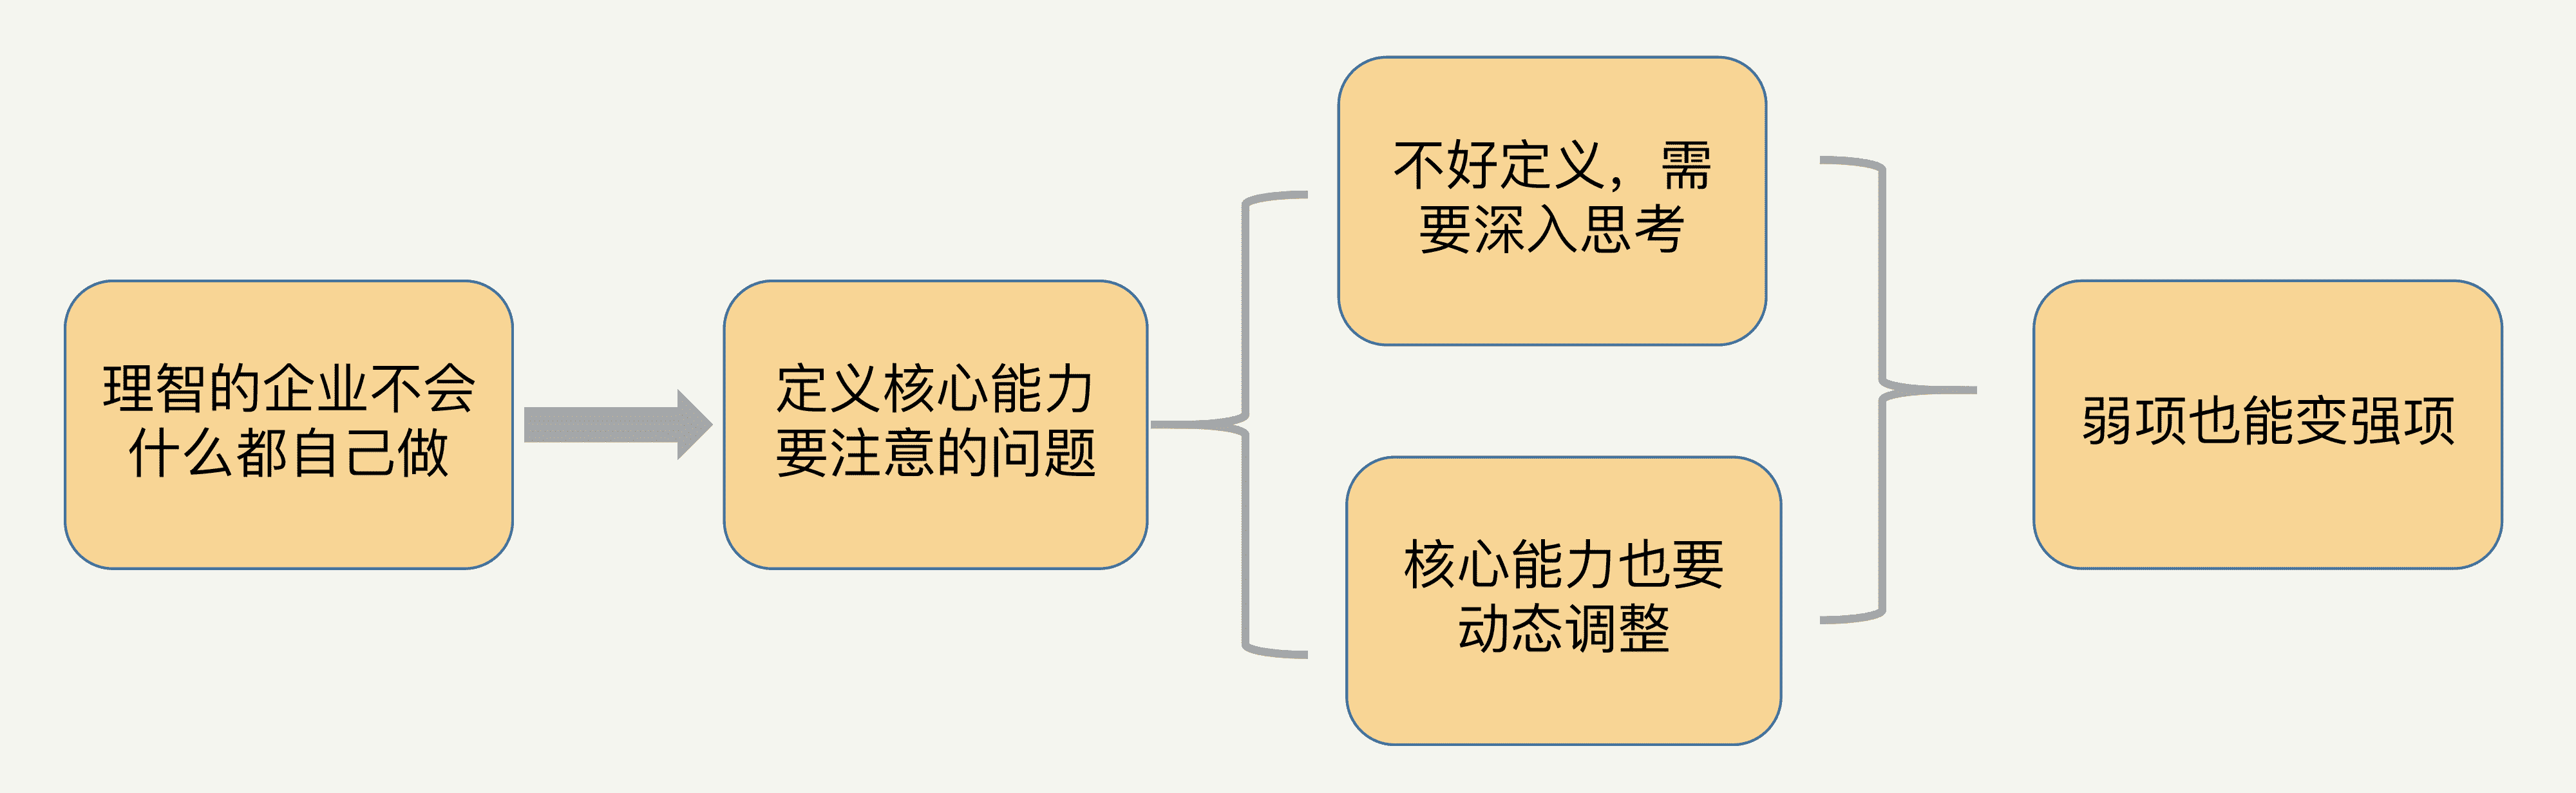 理智的企业不会
什么都自己做
定义核心能力
要注意的问题
不好定义，需
要深入思考
核心能力也要
动态调整
弱项也能变强项